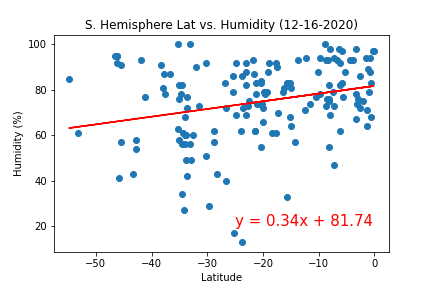 S. Hemisphere Lat vs. Humidity (12-16-2020)
Humidity (%)
100
80
60
40
20
y = 0.34x + 81.74
−50
−40
−30
−20
−10
0
Latitude